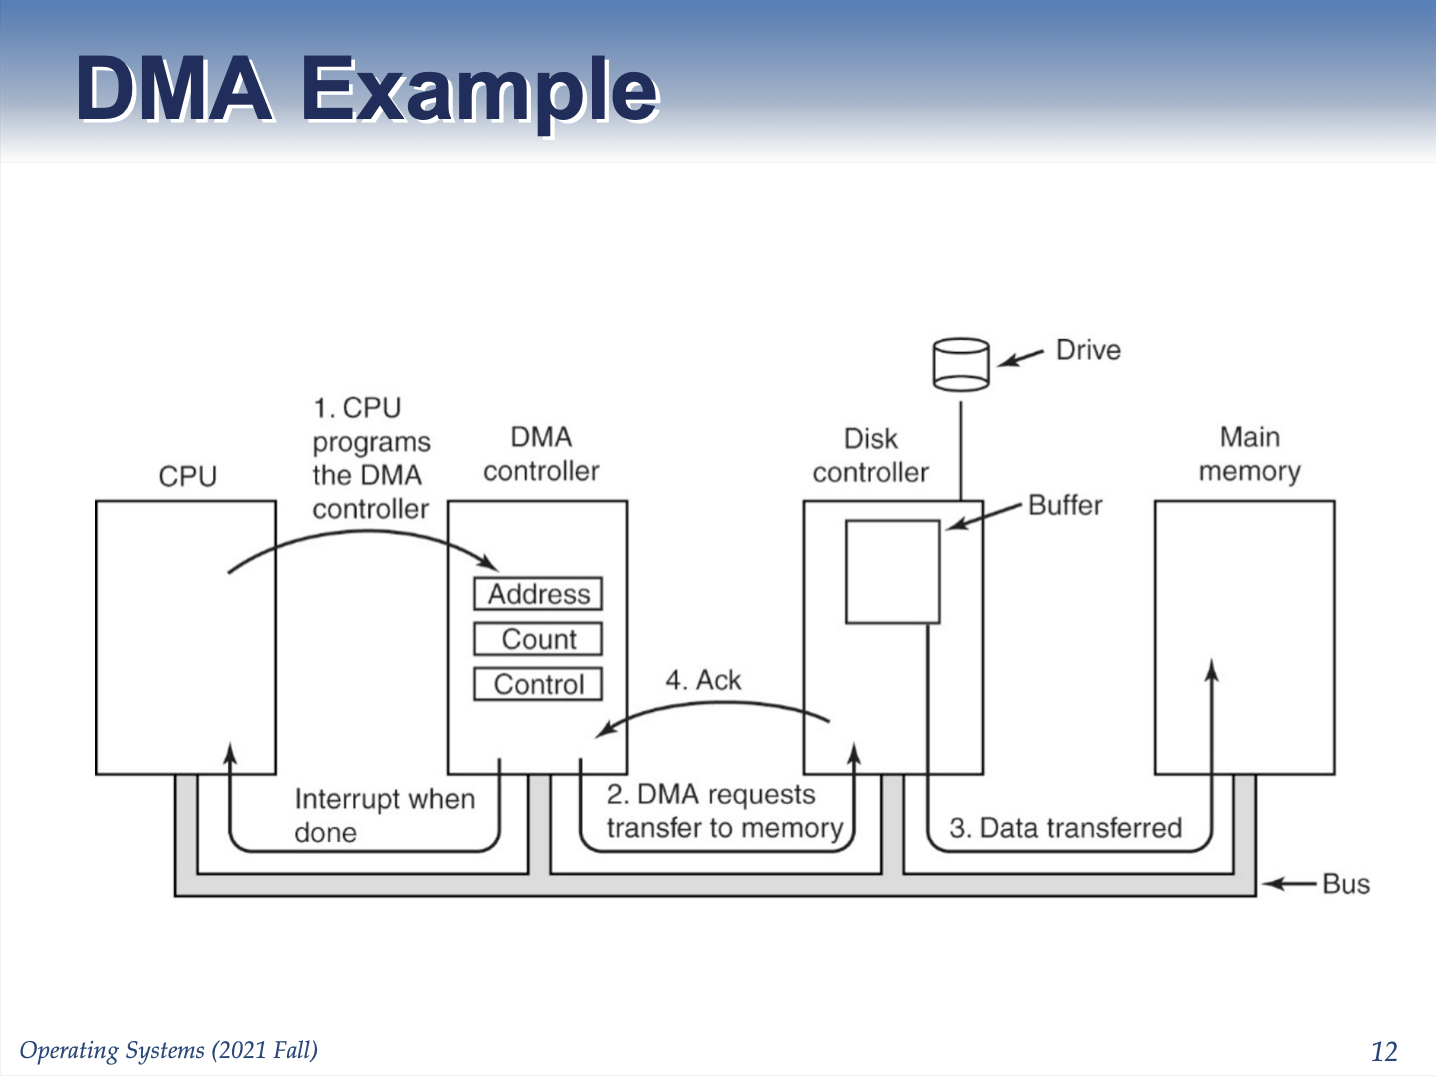 DMA Example
Drive
1. CPU
programs
the DMA
controller
CPU
DMA
controller
Disk
controller
Main
memory
Buffer
Address
Count
Control
4. Ack
Interrupt when
done
2. DMA requests
transfer to memory
3. Data transferred
Bus
Operating Systems (2021 Fall)
12